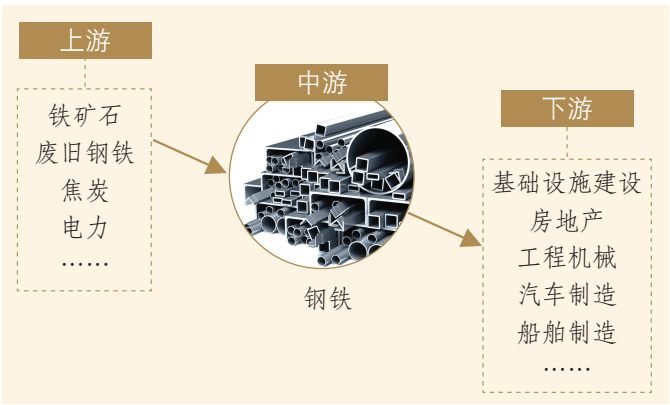 上游
铁矿石
废旧钢铁
焦炭
电力
……
中游
钢铁
下游
基础设施建设
房地产
工程机械
汽车制造
船舶制造
……